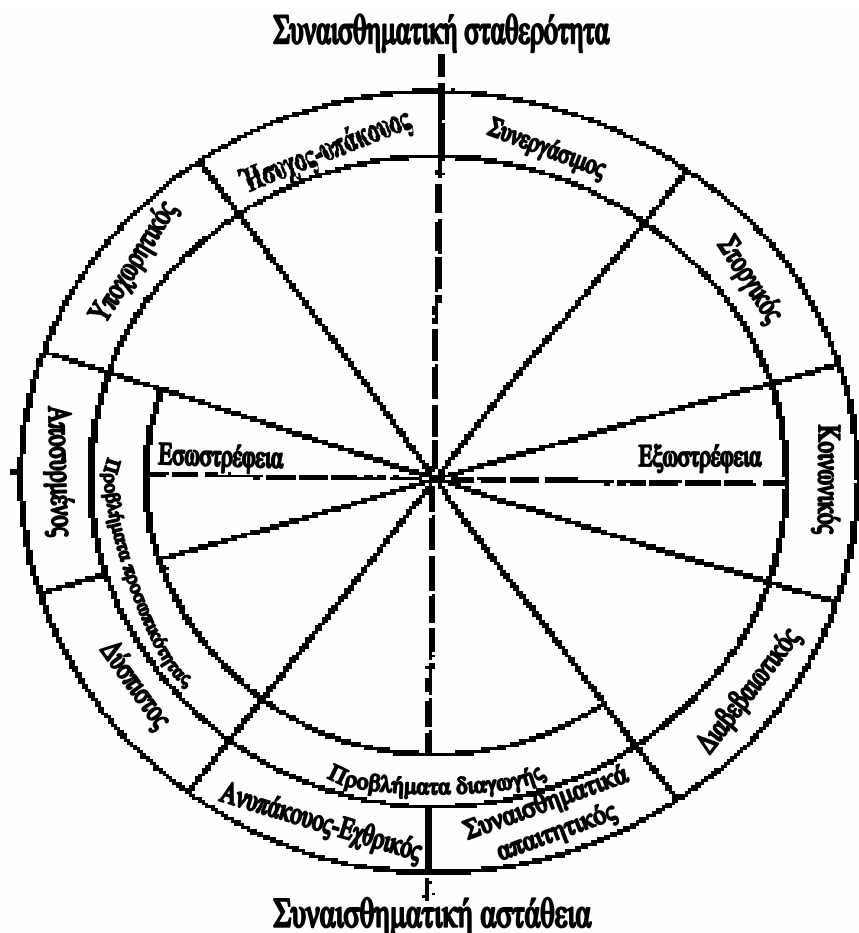 Συναισθηματική σταθερότητα
Ήσυχος-υπάκουος
Συνεργάσιμος
Υποχωρητικός
Στοργικός
Αποσυρμένος
Εσωστρέφεια
Εξωστρέφεια
Κοινωνικός
Προβλήματα προσωπικότητας
Δύσπιστος
Διαβεβαιωτικός
Προβλήματα διαγωγής
Ανυπάκουος-Εχθρικός
Συναισθηματικά
απαιτητικός
Συναισθηματική αστάθεια